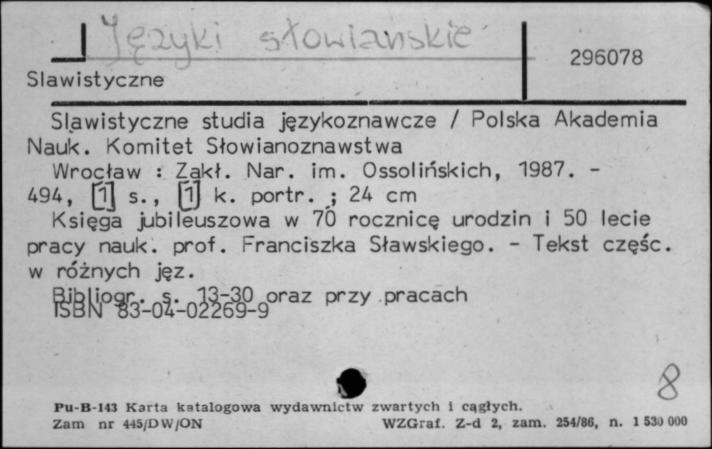 Języki słowiańskie
296078
Slawistyczne
Slawistyczne studia językoznawcze / Polska Akademia
Nauk. Komitet Słowianoznawstwa
Wrocław : Zakł. Nar. im. Ossolińskich, 1987. -
494, [1] s., [1] k. portr. ; 24 cm
Księga jubileuszowa w 70 rocznicę urodzin i 50 lecie
pracy nauk. prof. Franciszka Sławskiego. - Tekst częśc.
w różnych jęz.
Bibliogr. s. 13-30 oraz przy pracach
ISBN 83-04-02269-9
8
Pu-B-143 Karta katalogowa wydawnictw zwartych i ciągłych.
Zam nr 445/DW/ON WZGraf. Z-d 2, zam. 254/86, n. 1 530 000